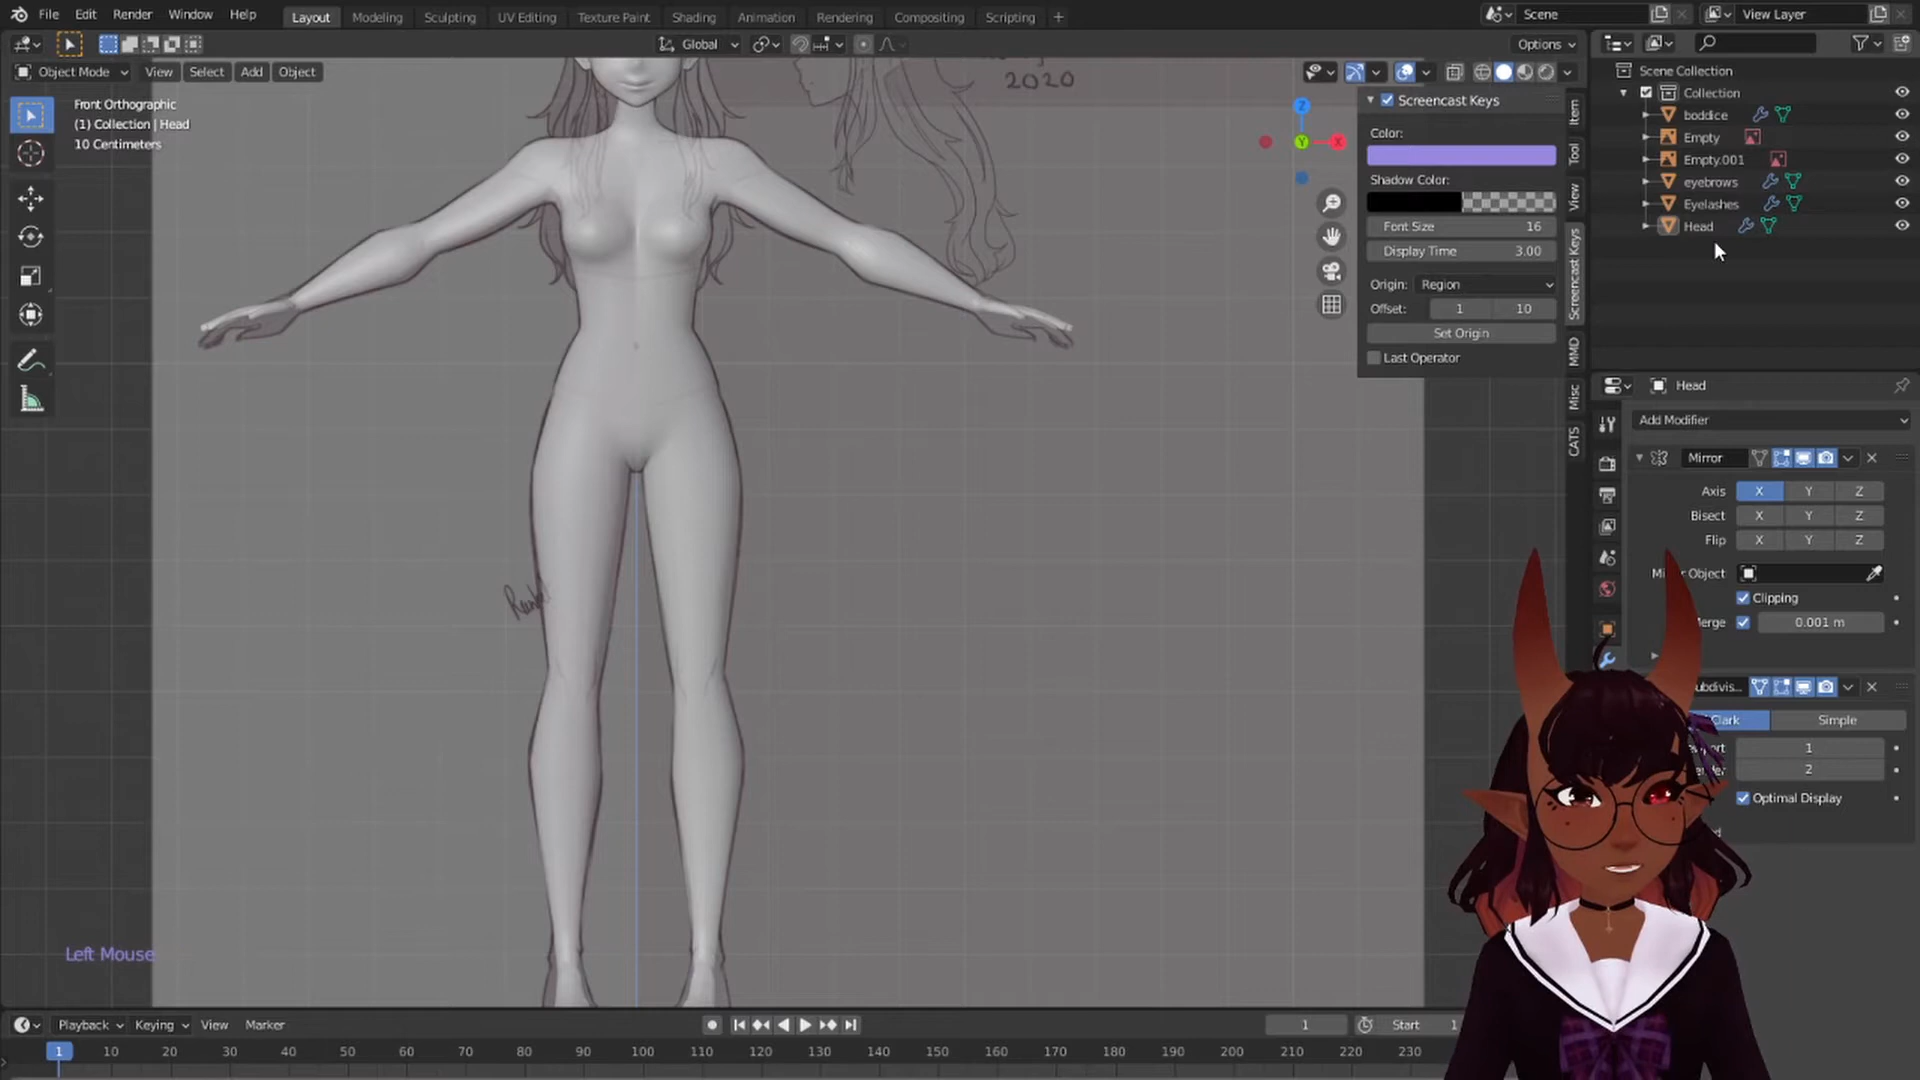 File Edit Render Window Help Layout Modeling Sculpting UV Editing Texture Paint Shading Animation Rendering Compositing Scripting + Scene View Layer
Global Options
Object Mode View Select Add Object
Front Orthographic
(1) Collection | Head
10 Centimeters
2020
Z
Y
X
Screencast Keys
Color:
Shadow Color:
Font Size 16
Display Time 3.00
Origin: Region
Offset: 1 10
Set Origin
Last Operator
Item
Tool
View
Screencast Keys
MMD
Misc
CATS
Scene Collection
Collection
boddice
Empty
Empty.001
eyebrows
Eyelashes
Head
Head
Add Modifier
Mirror
Axis X Y Z
Bisect X Y Z
Flip X Y Z
Object
Clipping
0.001 m
Simple
1
2
Optimal Display
Left Mouse
Playback Keying View Marker
1 Start 1
1 10 20 30 40 50 60 70 80 90 100 110 120 130 140 150 160 170 180 190 200 210 220 230